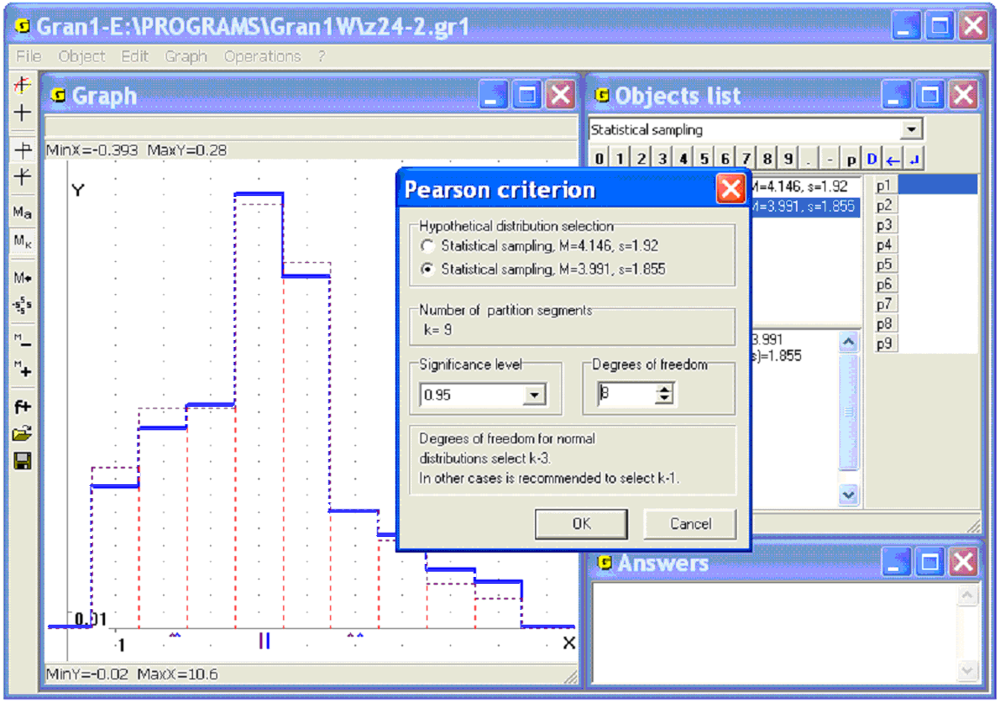 Gran1-E:\PROGRAMS\Gran1W\z24-2.gr1
File Object Edit Graph Operations ?
Graph
MinX=-0.393 MaxY=0.28
Y
0.01
1
X
MinY=-0.02 MaxX=10.6
Ma
Mк
M
5
s
s
5
M
M
f+
Objects list
Statistical sampling
0 1 2 3 4 5 6 7 8 9 . - p D
M=4.146, s=1.92
M=3.991, s=1.855
p1
p2
p3
p4
p5
p6
p7
p8
p9
3.991
s)=1.855
Pearson criterion
Hypothetical distribution selection
Statistical sampling, M=4.146, s=1.92
Statistical sampling, M=3.991, s=1.855
Number of partition segments
k= 9
Significance level
0.95
Degrees of freedom
8
Degrees of freedom for normal
distributions select k-3.
In other cases is recommended to select k-1.
OK
Cancel
Answers